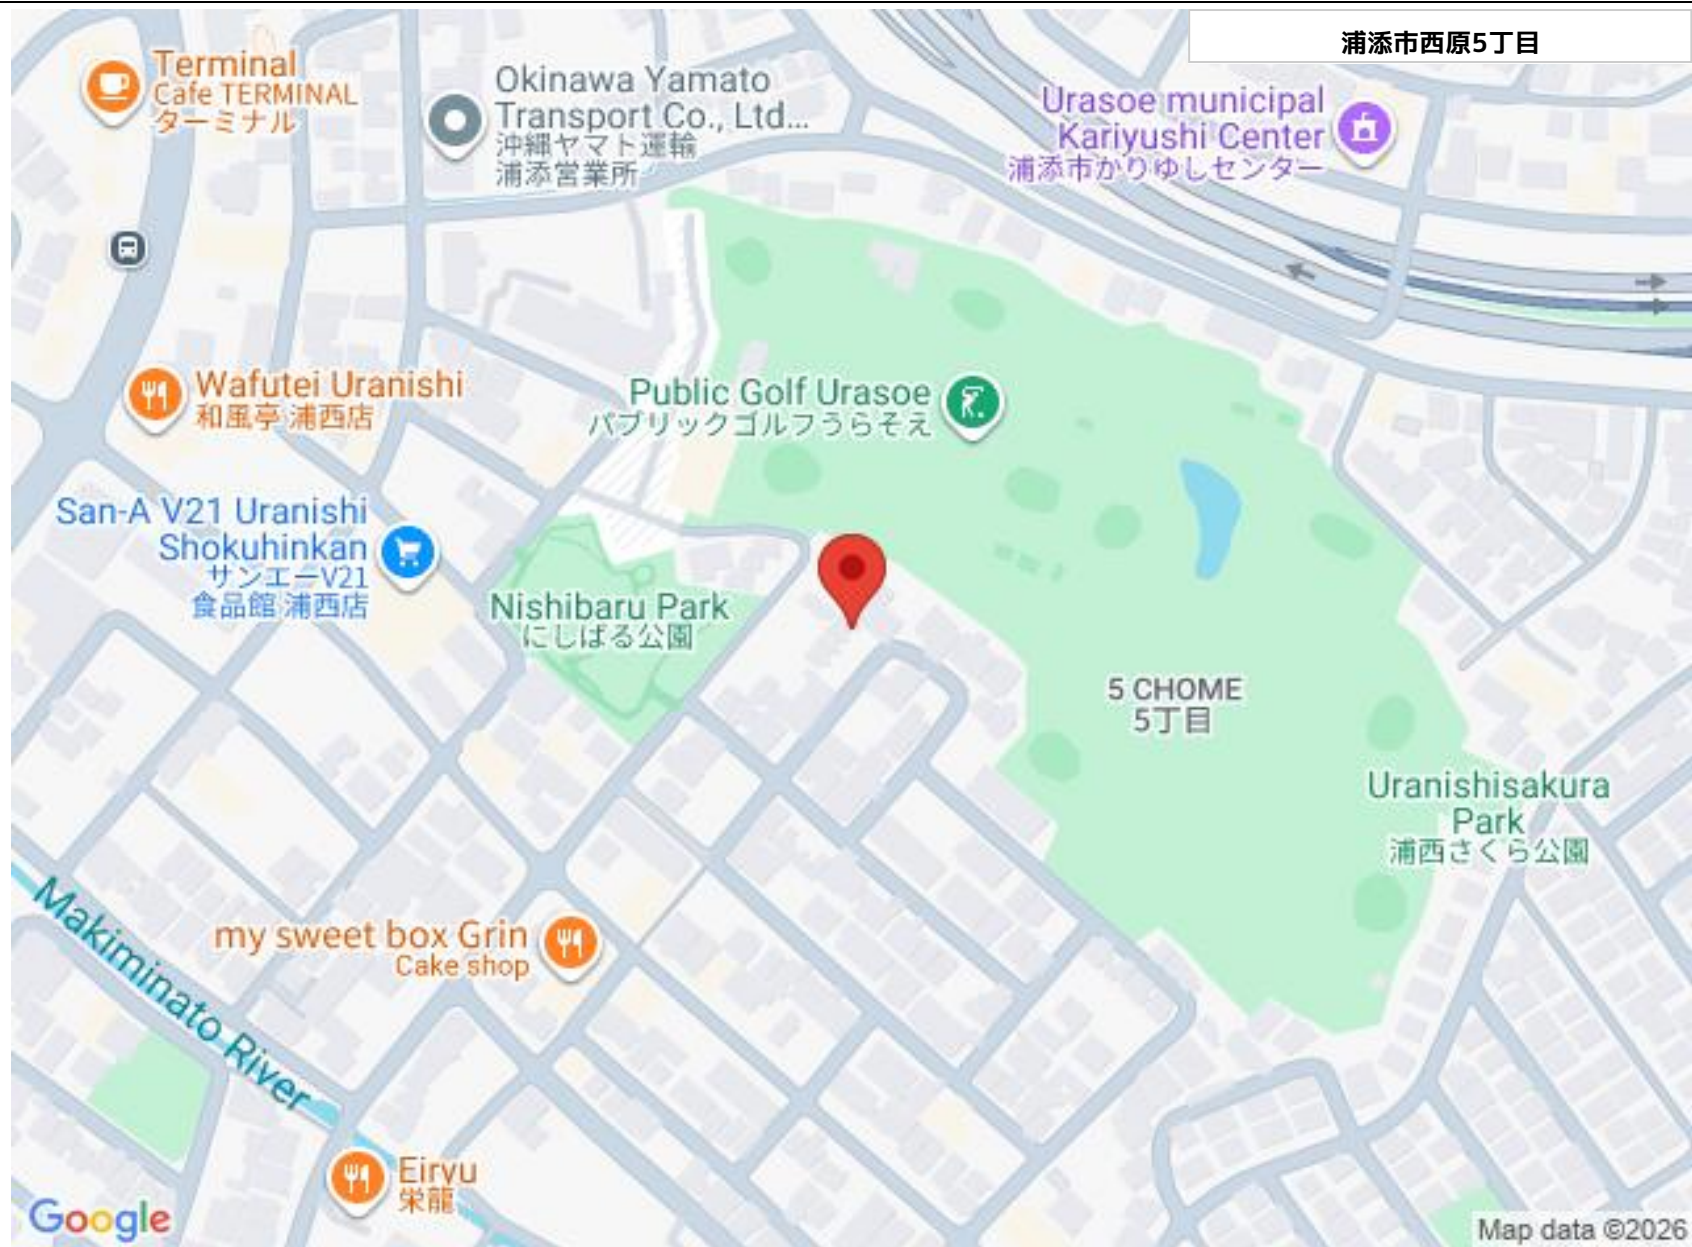 浦添市西原5丁目
Terminal
Cafe TERMINAL
ターミナル
Okinawa Yamato
Transport Co., Ltd...
沖縄ヤマト運輸
浦添営業所
Urasoe municipal
Kariyushi Center
浦添市かりゆしセンター
Wafutei Uranishi
和風亭 浦西店
Public Golf Urasoe
パブリックゴルフうらそえ
San-A V21 Uranishi
Shokuhinkan
サンエーV21
食品館 浦西店
Nishibaru Park
にしばる公園
5 CHOME
5丁目
Uranishisakura
Park
浦西さくら公園
my sweet box Grin
Cake shop
Makiminato River
Eiryu
栄龍
Google
Map data ©2026